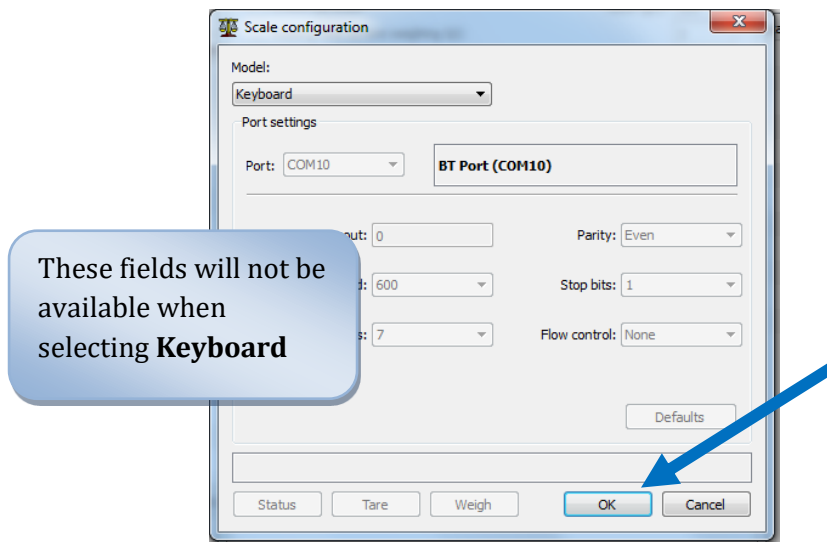 Scale configuration
Model:
Keyboard
Port settings
Port: COM10
BT Port (COM10)
out: 0
Parity: Even
These fields will not be
available when
selecting Keyboard
: 600
Stop bits: 1
s: 7
Flow control: None
Defaults
Status Tare Weigh OK Cancel